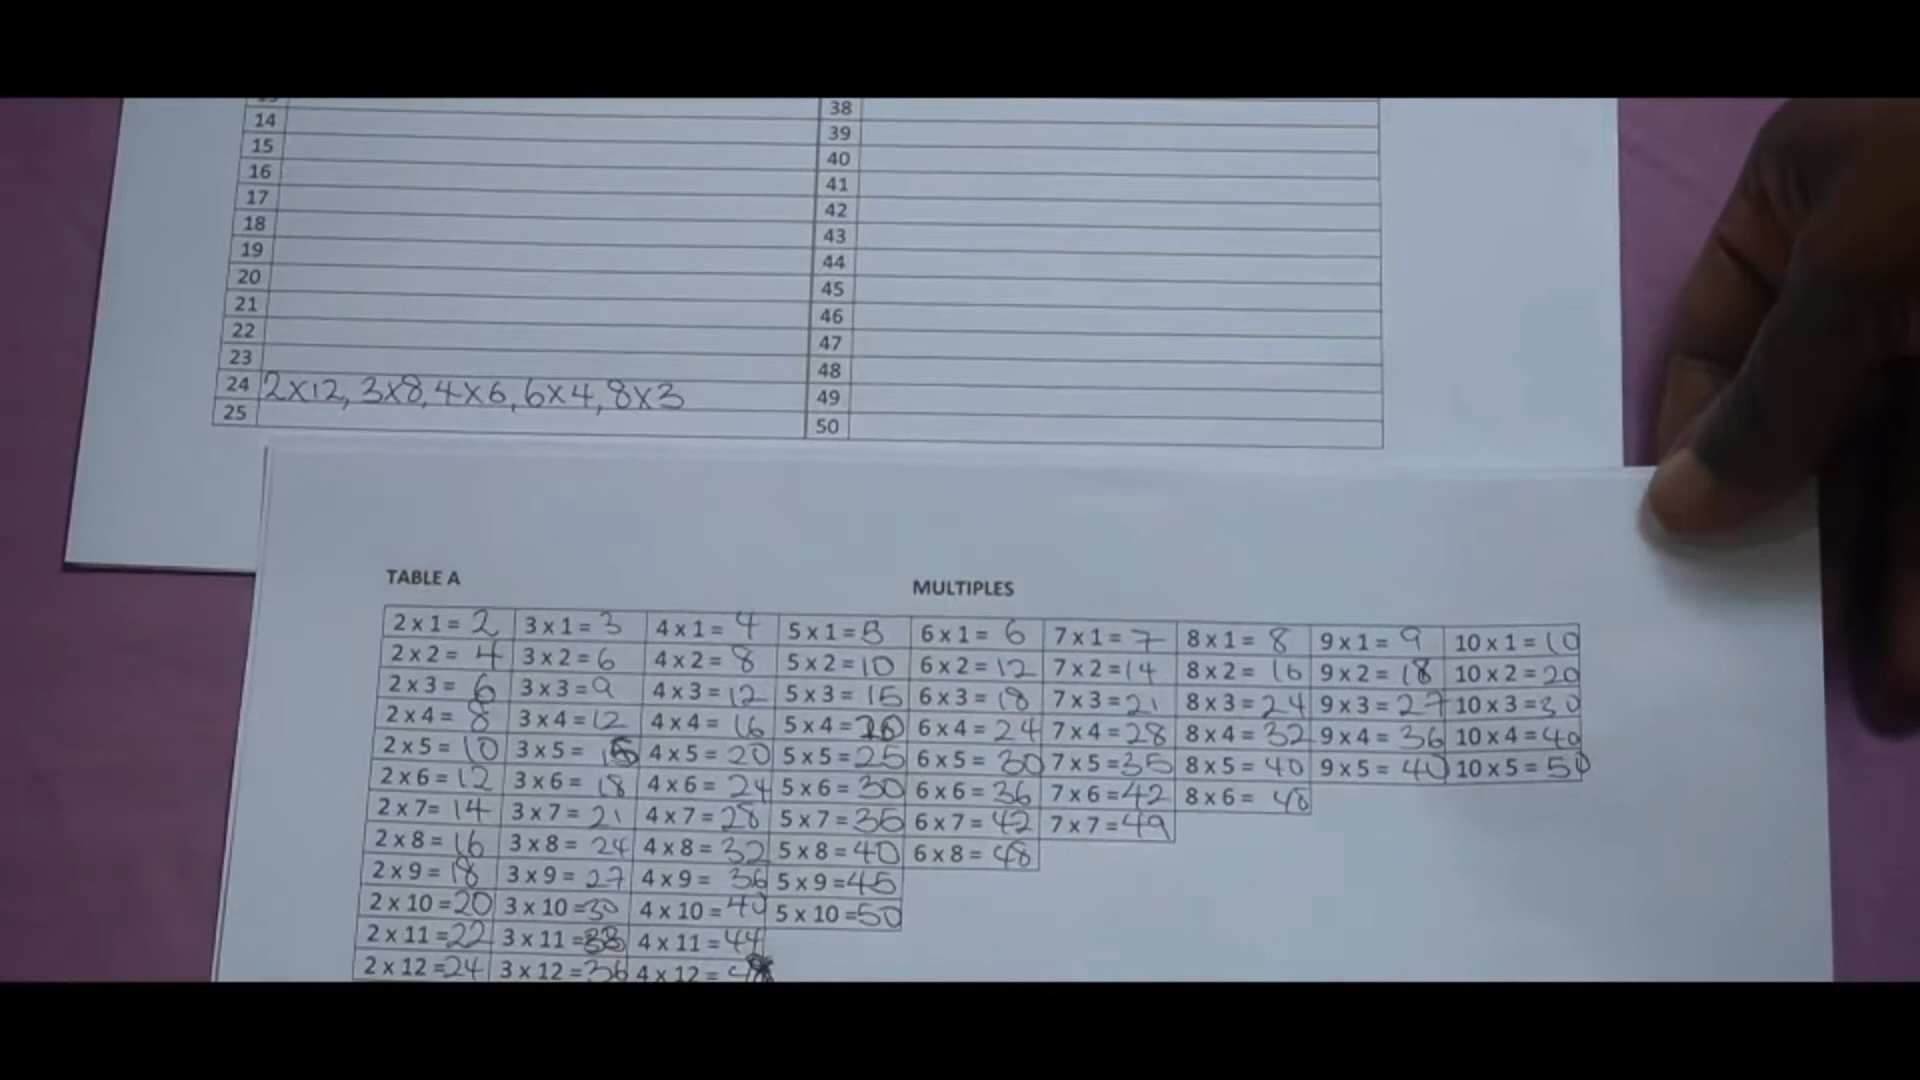 38
14 39
15 40
16 41
17 42
18 43
19 44
20 45
21 46
22 47
23 48
24 2x12, 3x8, 4x6, 6x4, 8x3 49
25 50
TABLE A MULTIPLES
2 x 1 = 2 3 x 1 = 3 4 x 1 = 4 5 x 1 = 5 6 x 1 = 6 7 x 1 = 7 8 x 1 = 8 9 x 1 = 9 10 x 1 = 10
2 x 2 = 4 3 x 2 = 6 4 x 2 = 8 5 x 2 = 10 6 x 2 = 12 7 x 2 = 14 8 x 2 = 16 9 x 2 = 18 10 x 2 = 20
2 x 3 = 6 3 x 3 = 9 4 x 3 = 12 5 x 3 = 15 6 x 3 = 18 7 x 3 = 21 8 x 3 = 24 9 x 3 = 27 10 x 3 = 30
2 x 4 = 8 3 x 4 = 12 4 x 4 = 16 5 x 4 = 20 6 x 4 = 24 7 x 4 = 28 8 x 4 = 32 9 x 4 = 36 10 x 4 = 40
2 x 5 = 10 3 x 5 = 15 4 x 5 = 20 5 x 5 = 25 6 x 5 = 30 7 x 5 = 35 8 x 5 = 40 9 x 5 = 40 10 x 5 = 50
2 x 6 = 12 3 x 6 = 18 4 x 6 = 24 5 x 6 = 30 6 x 6 = 36 7 x 6 = 42 8 x 6 = 48
2 x 7 = 14 3 x 7 = 21 4 x 7 = 28 5 x 7 = 35 6 x 7 = 42 7 x 7 = 49
2 x 8 = 16 3 x 8 = 24 4 x 8 = 32 5 x 8 = 40 6 x 8 = 48
2 x 9 = 18 3 x 9 = 27 4 x 9 = 36 5 x 9 = 45
2 x 10 = 20 3 x 10 = 30 4 x 10 = 40 5 x 10 = 50
2 x 11 = 22 3 x 11 = 33 4 x 11 = 44
2 x 12 = 24 3 x 12 = 36 4 x 12 =